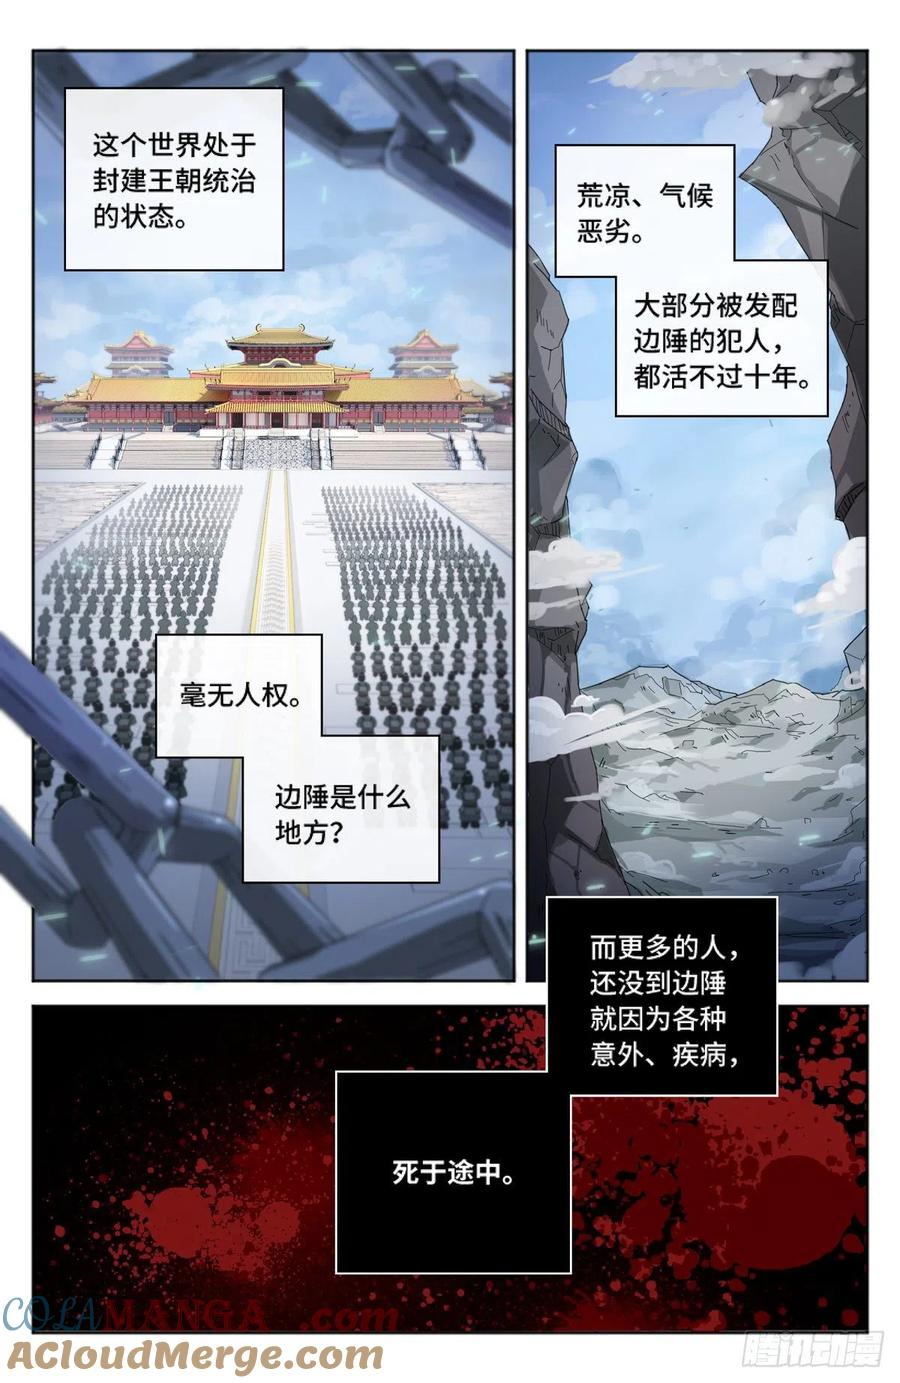 这个世界处于
封建王朝统治
的状态。
毫无人权。
边陲是什么
地方？
荒凉、气候
恶劣。
大部分被发配
边陲的犯人，
都活不过十年。
而更多的人，
还没到边陲
就因为各种
意外、疾病，
死于途中。
COLAMANGA.com
ACloudMerge.com
腾讯动漫